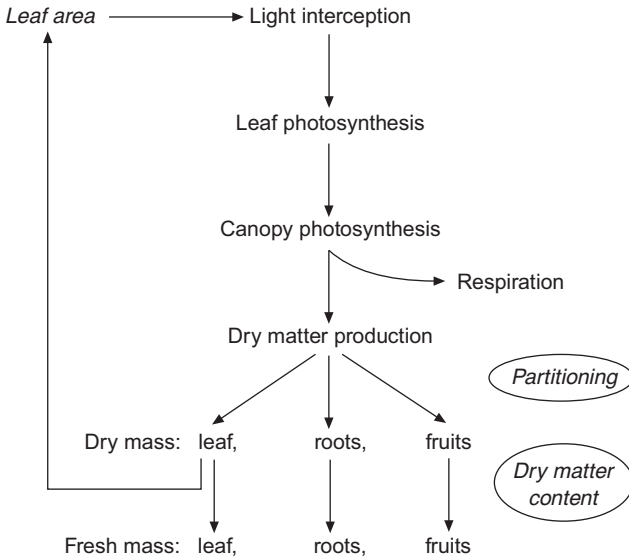 Leaf area Light interception
Leaf photosynthesis
Canopy photosynthesis
Respiration
Dry matter production
Partitioning
Dry mass: leaf, roots, fruits
Dry matter
content
Fresh mass: leaf, roots, fruits